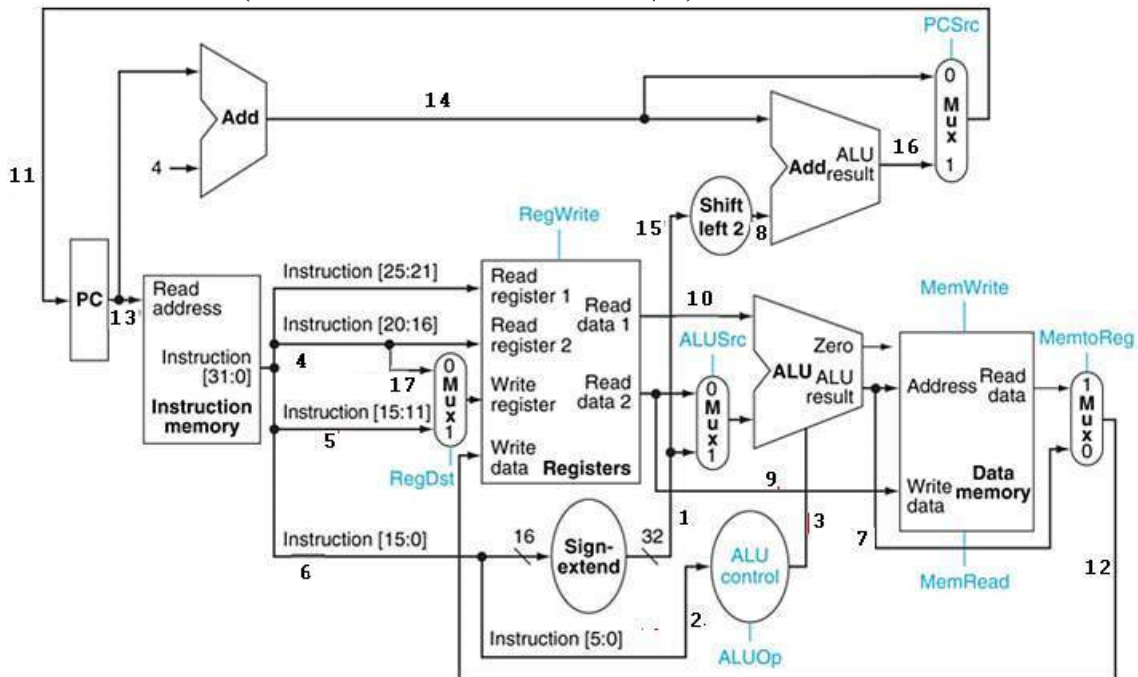 PCSrc
0
M
u
x
1
14
Add
4
11
16
Add
ALU
result
Shift
left 2
15
8
RegWrite
PC
13
Read
address
Instruction
[31:0]
Instruction
memory
Instruction [25:21]
Instruction [20:16]
4
17
Instruction [15:11]
5
0
M
u
x
1
RegDst
Read
register 1
Read
register 2
Write
register
Write
data
Read
data 1
Read
data 2
Registers
10
ALUSrc
0
M
u
x
1
Zero
ALU
ALU
result
MemWrite
Address
Read
data
Write
data
Data
memory
MemRead
MemtoReg
1
M
u
x
0
9
1
3
7
12
Instruction [15:0]
6
16
Sign-
extend
32
ALU
control
2
Instruction [5:0]
ALUOp